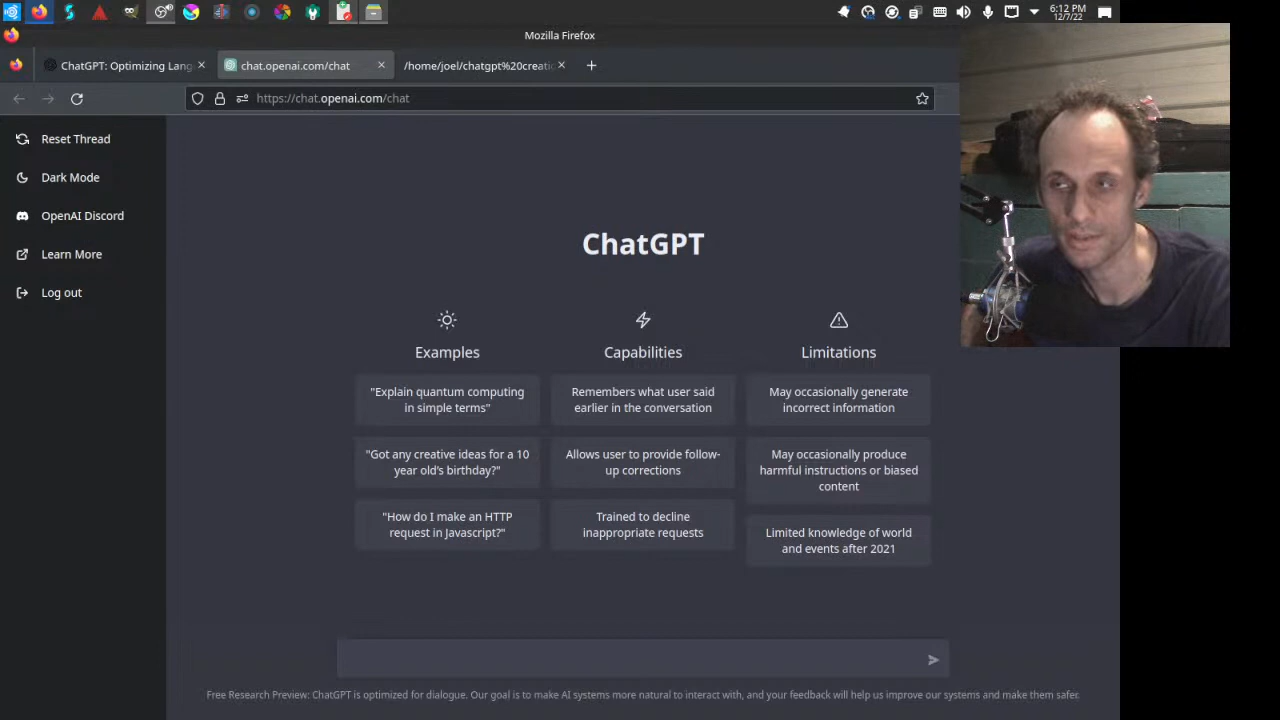 6:12 PM
12/7/22
Mozilla Firefox
ChatGPT: Optimizing Lang
chat.openai.com/chat
/home/joel/chatgpt%20creati
https://chat.openai.com/chat
Reset Thread
Dark Mode
OpenAI Discord
Learn More
Log out
ChatGPT
Examples
"Explain quantum computing
in simple terms"
"Got any creative ideas for a 10
year old's birthday?"
"How do I make an HTTP
request in Javascript?"
Capabilities
Remembers what user said
earlier in the conversation
Allows user to provide follow-
up corrections
Trained to decline
inappropriate requests
Limitations
May occasionally generate
incorrect information
May occasionally produce
harmful instructions or biased
content
Limited knowledge of world
and events after 2021
Free Research Preview: ChatGPT is optimized for dialogue. Our goal is to make AI systems more natural to interact with, and your feedback will help us improve our systems and make them safer.